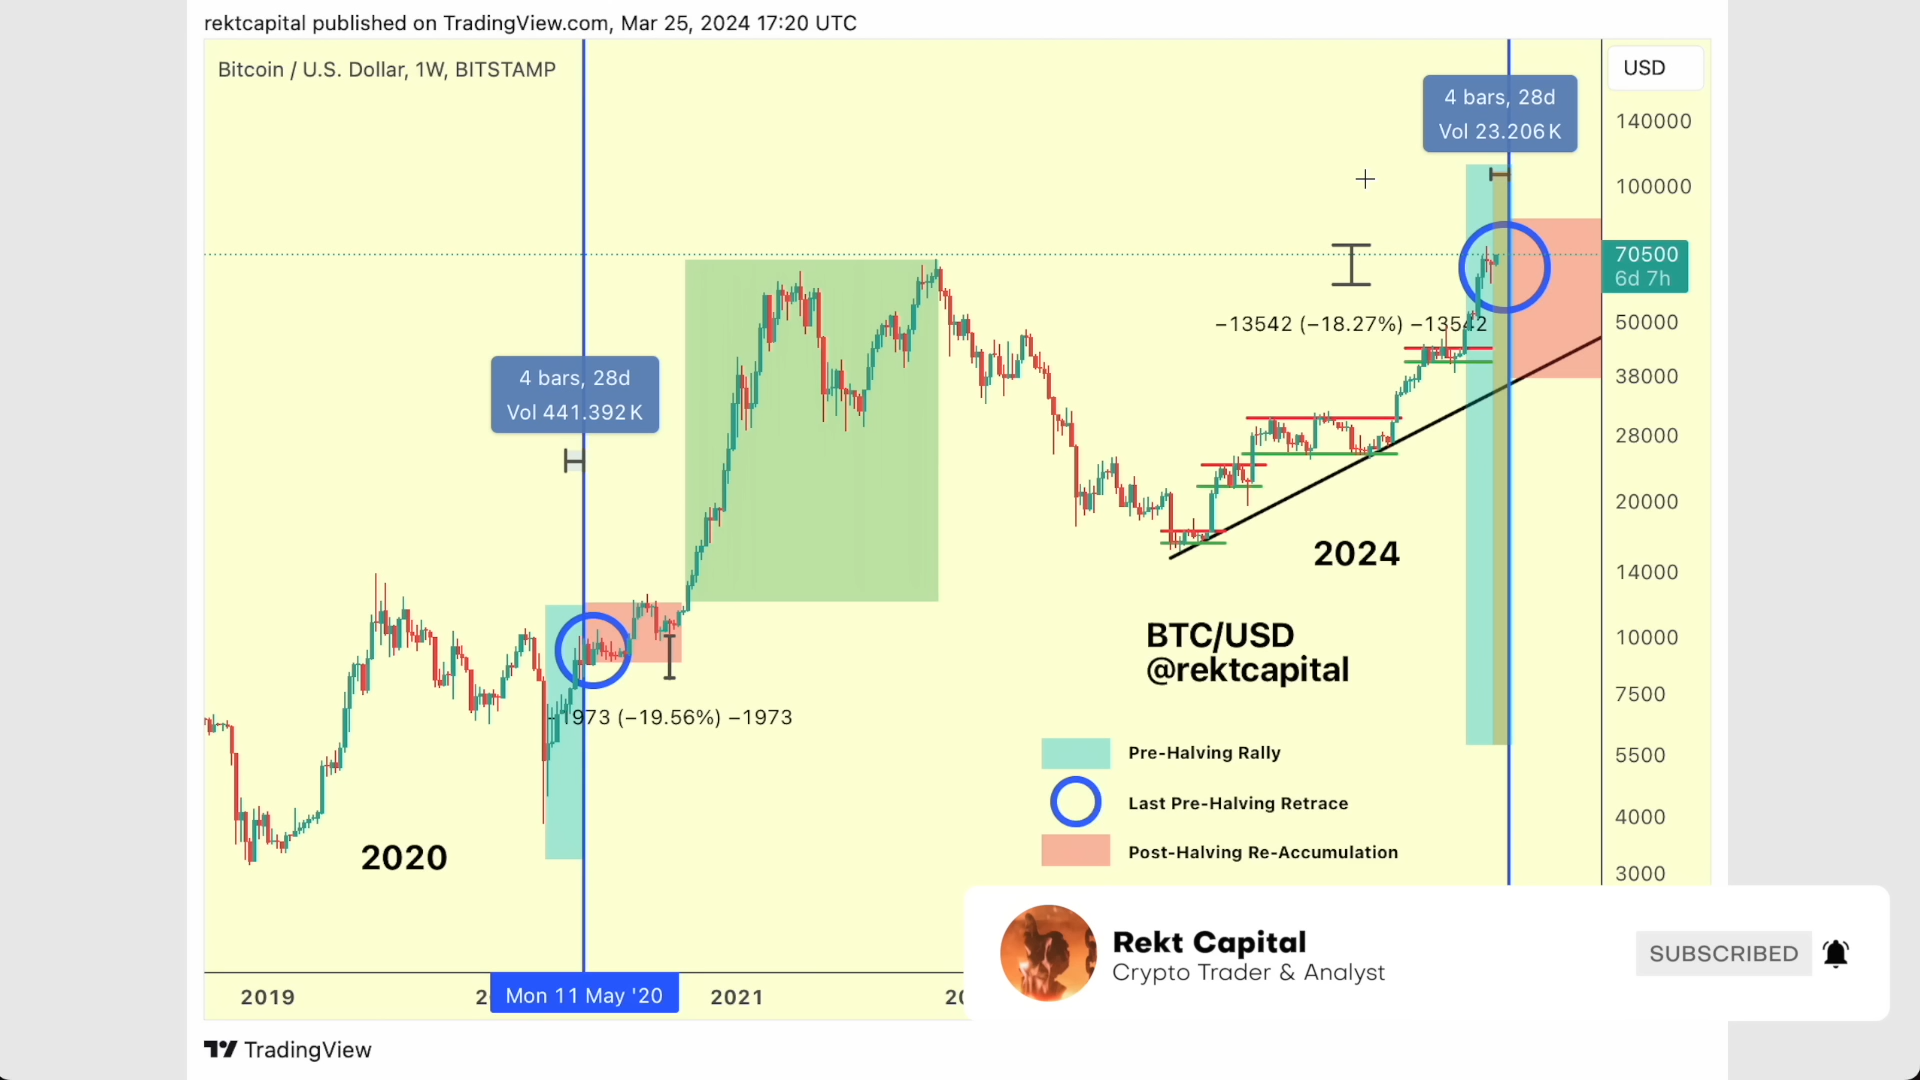 rektcapital published on TradingView.com, Mar 25, 2024 17:20 UTC
Bitcoin / U.S. Dollar, 1W, BITSTAMP
USD
4 bars, 28d
Vol 23.206K
140000
100000
70500
6d 7h
−13542 (−18.27%) −13542
50000
4 bars, 28d
Vol 441.392K
38000
28000
20000
2024
14000
BTC/USD
@rektcapital
10000
7500
−1973 (−19.56%) −1973
Pre-Halving Rally
5500
Last Pre-Halving Retrace
4000
2020
Post-Halving Re-Accumulation
3000
Rekt Capital
Crypto Trader & Analyst
SUBSCRIBED
2019
Mon 11 May '20
2021
TradingView